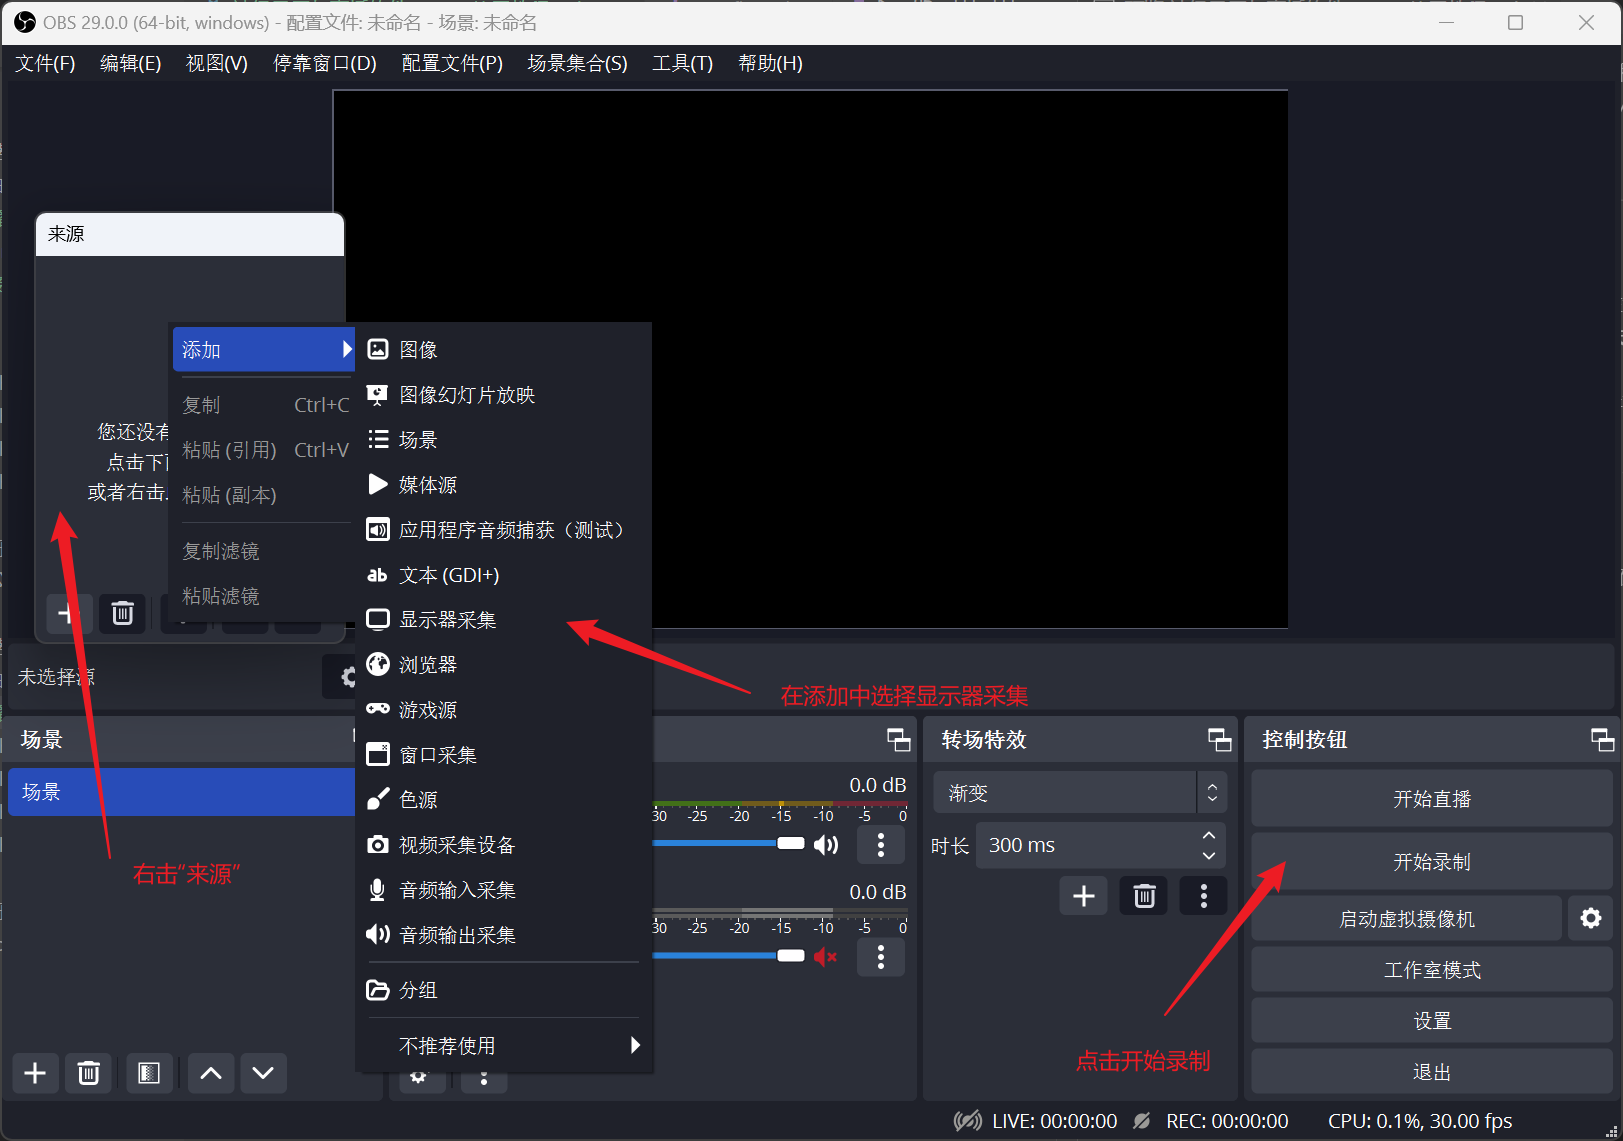 OBS 29.0.0 (64-bit, windows) - 配置文件: 未命名 - 场景: 未命名
文件(F) 编辑(E) 视图(V) 停靠窗口(D) 配置文件(P) 场景集合(S) 工具(T) 帮助(H)
来源
您还没有
点击下
或者右击
添加
复制 Ctrl+C
粘贴 (引用) Ctrl+V
粘贴 (副本)
复制滤镜
粘贴滤镜
图像
图像幻灯片放映
场景
媒体源
应用程序音频捕获（测试）
文本 (GDI+)
显示器采集
浏览器
游戏源
窗口采集
色源
视频采集设备
音频输入采集
音频输出采集
分组
不推荐使用
在添加中选择显示器采集
未选择源
场景
场景
右击“来源”
0.0 dB
30 -25 -20 -15 -10 -5 0
0.0 dB
30 -25 -20 -15 -10 -5 0
转场特效
渐变
时长 300 ms
控制按钮
开始直播
开始录制
启动虚拟摄像机
工作室模式
设置
退出
点击开始录制
LIVE: 00:00:00 REC: 00:00:00 CPU: 0.1%, 30.00 fps